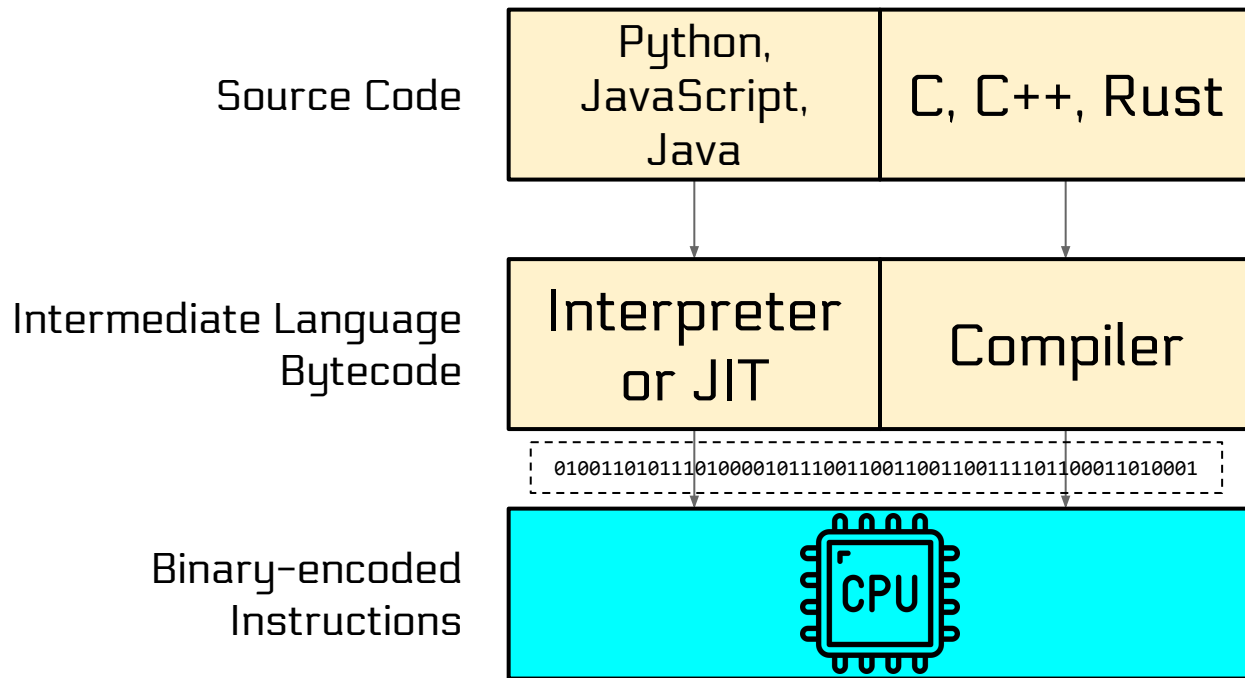 Source Code
Python,
JavaScript,
Java
C, C++, Rust
Intermediate Language
Bytecode
Interpreter
or JIT
Compiler
0100110101110100001011100110011001100111101100011010001
Binary-encoded
Instructions
CPU